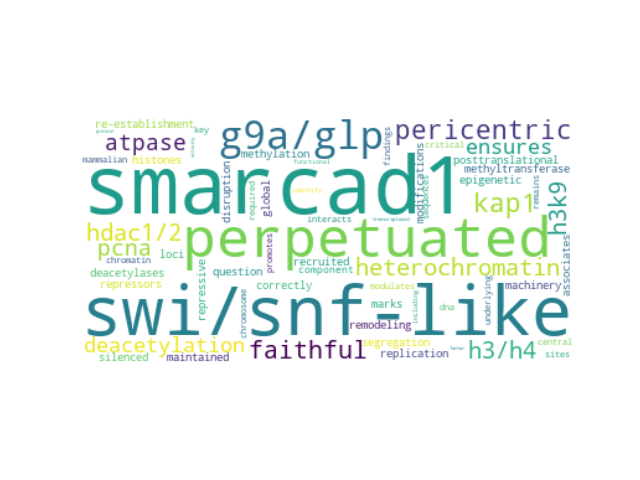 re-establishment
key
g9a/glp
pericentric
atpase
critical
ensures
mammalian
histones
methylation
functional
findings
posttranslational
methyltransferase
smarcad1
disruption
required
global
identify
modifications
sequences
epigenetic
remains
kap1
h3k9
hdac1/2
perpetuated
interacts
transcriptional
pcna
loci
promotes
recruited
heterochromatin
associates
chromatin
deacetylases
repressors
repressive
question
component
correctly
modulates
machinery
underlying
chromosome
swi/snf-like
marks
including
dna
remodeling
deacetylation
silenced
maintained
faithful
segregation
replication
factor
h3/h4
central
sites